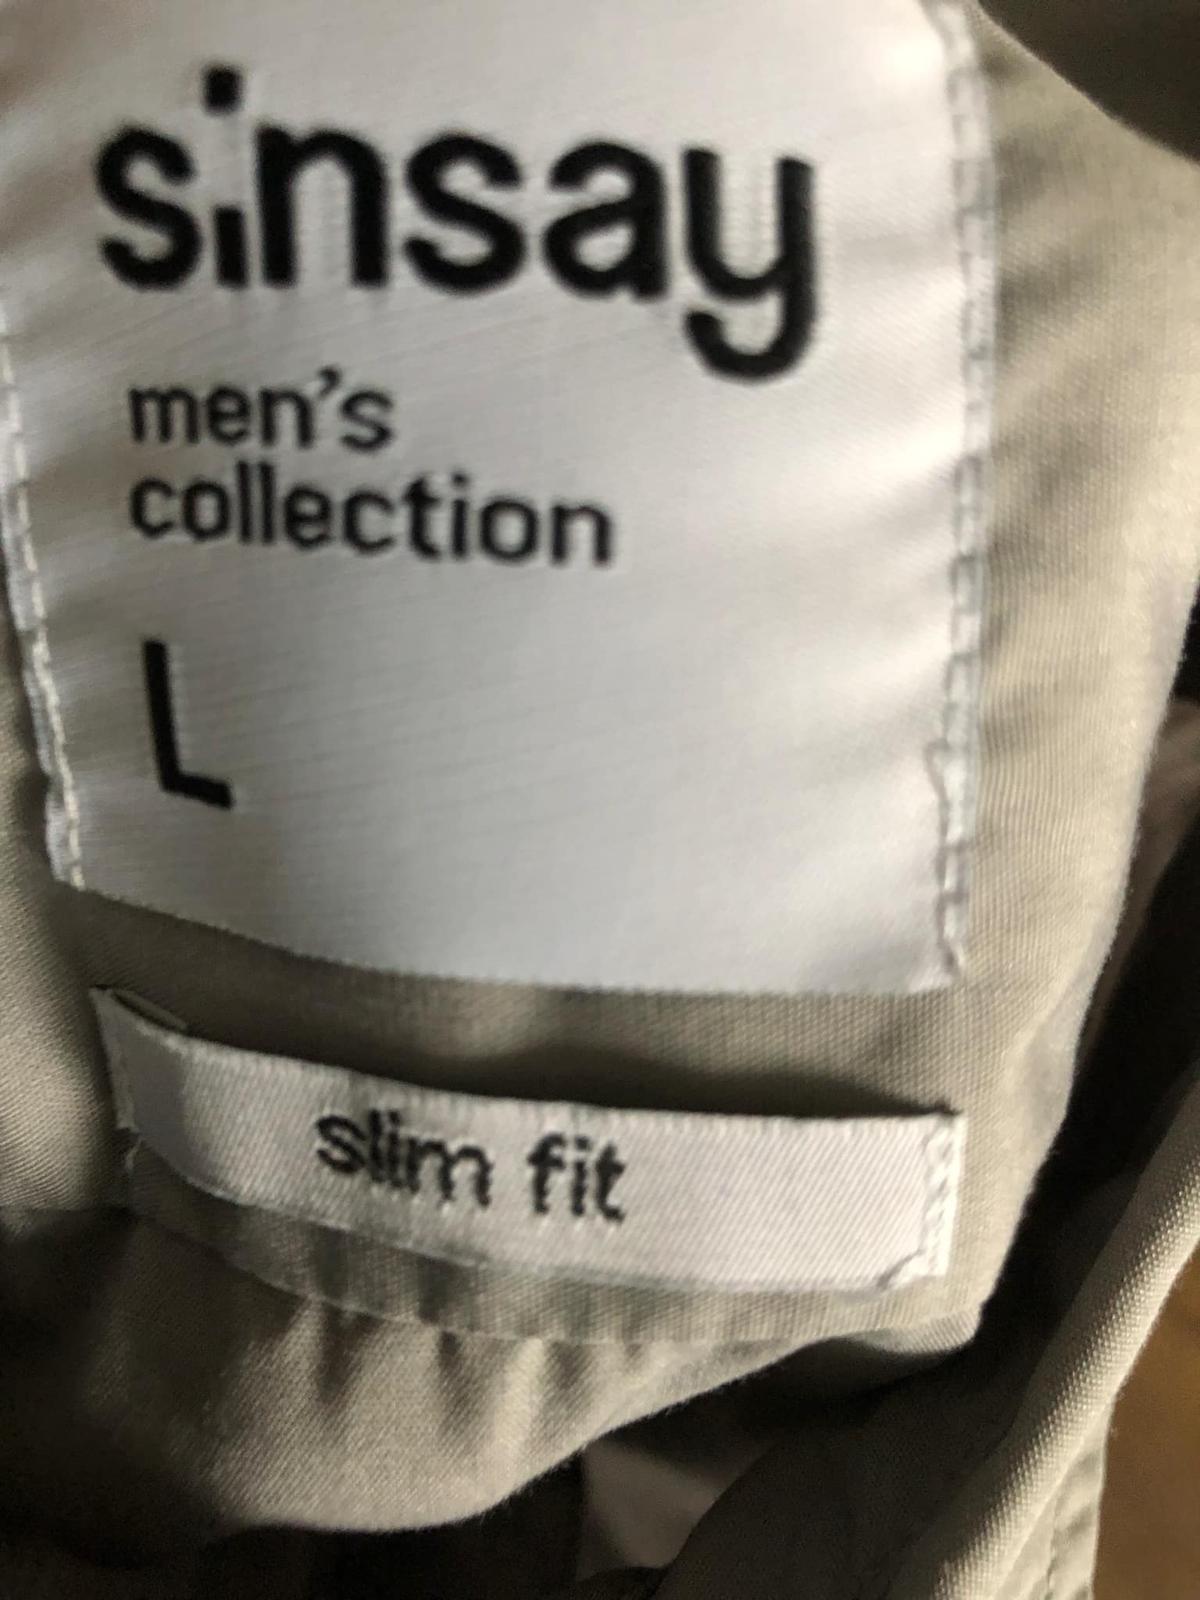 sinsay
men's
collection
L
slim fit